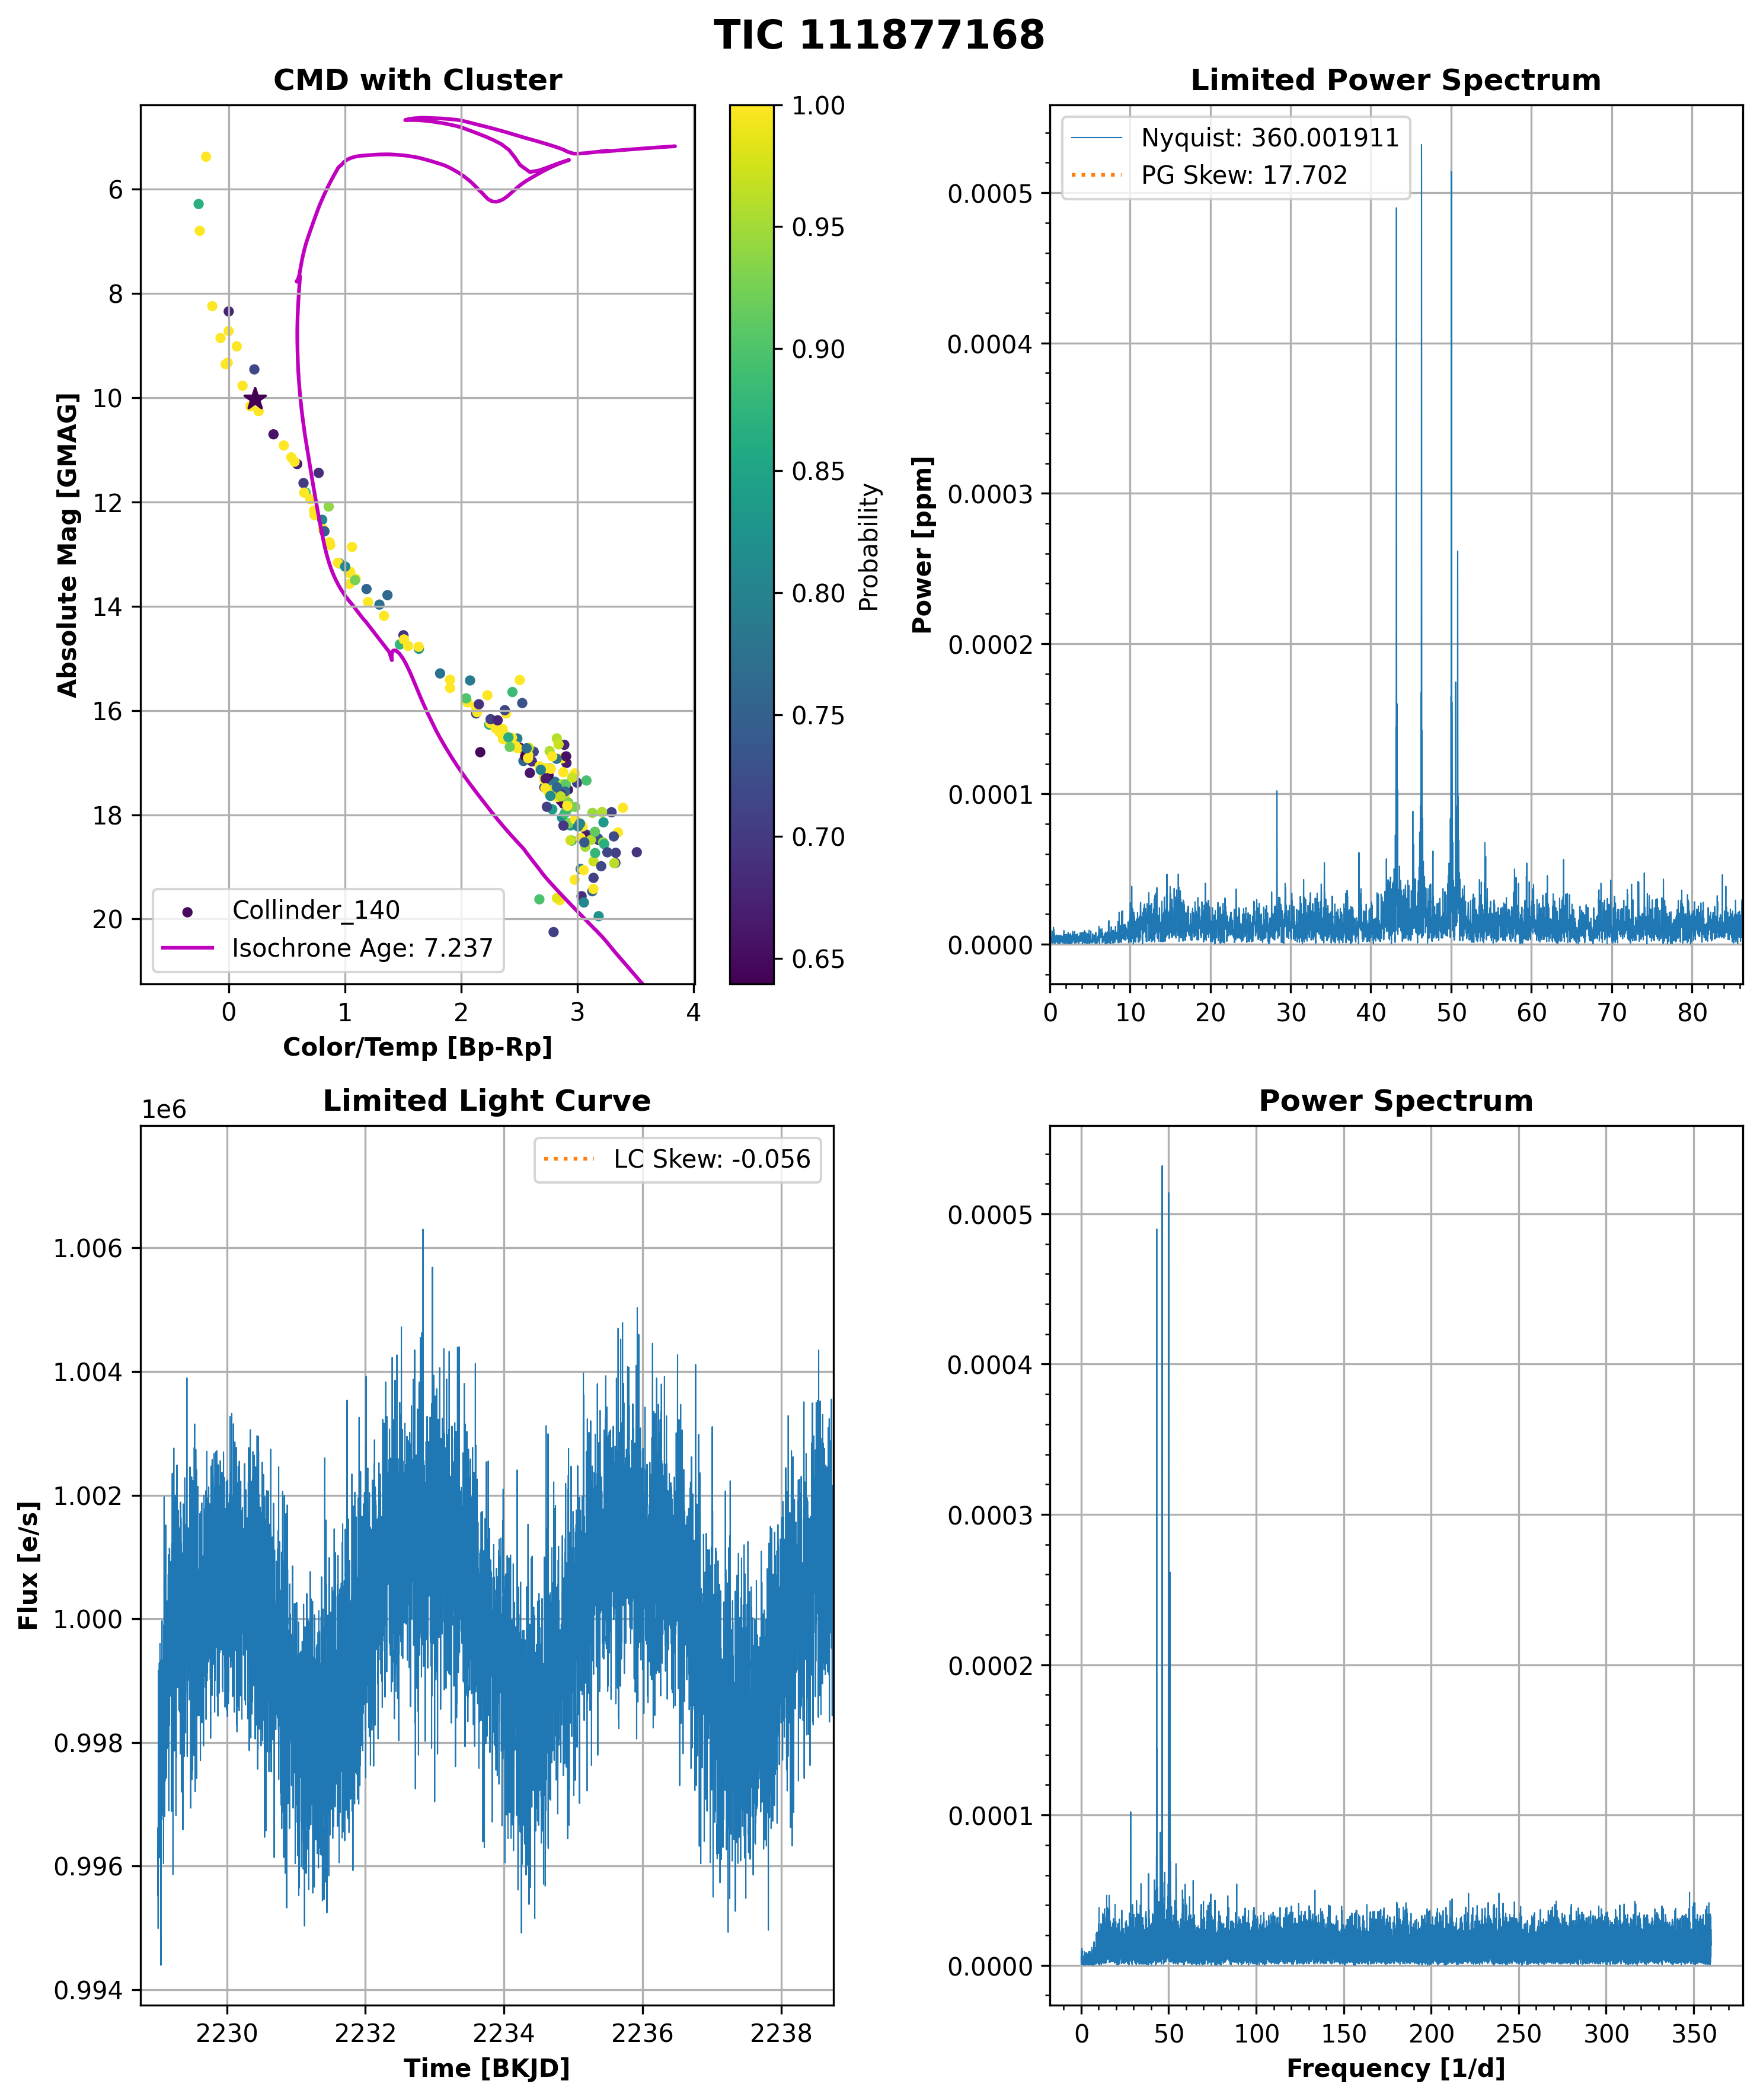 TIC 111877168
CMD with Cluster
Absolute Mag [GMAG]
6
8
10
12
14
16
18
20
0 1 2 3 4
Color/Temp [Bp-Rp]
Collinder_140
Isochrone Age: 7.237
1.00
0.95
0.90
0.85
0.80
0.75
0.70
0.65
Probability
Limited Power Spectrum
Nyquist: 360.001911
PG Skew: 17.702
Power [ppm]
0.0005
0.0004
0.0003
0.0002
0.0001
0.0000
0 10 20 30 40 50 60 70 80
Limited Light Curve
1e6
LC Skew: -0.056
Flux [e/s]
1.006
1.004
1.002
1.000
0.998
0.996
0.994
2230 2232 2234 2236 2238
Time [BKJD]
Power Spectrum
0.0005
0.0004
0.0003
0.0002
0.0001
0.0000
0 50 100 150 200 250 300 350
Frequency [1/d]